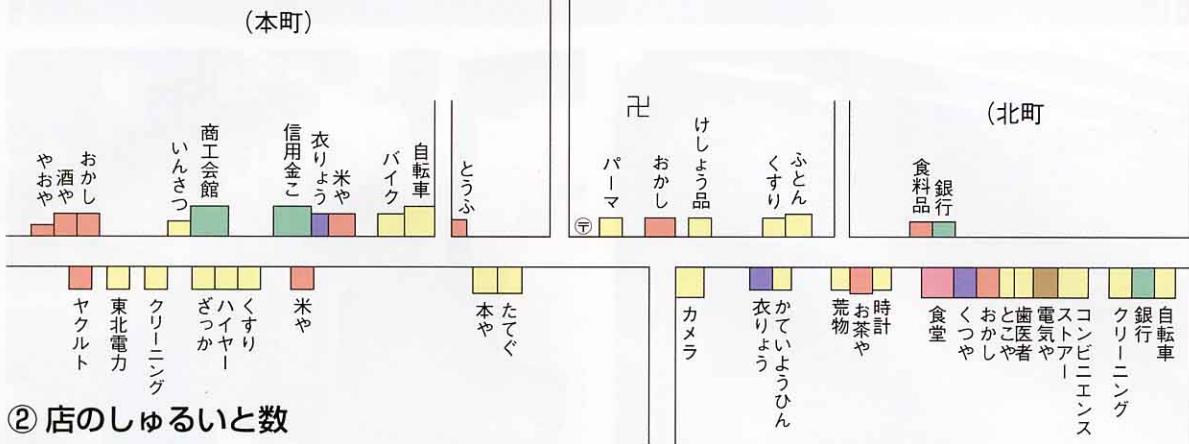 (本町)
(北町
やおや
酒や
おかし
いんさつ
商工会館
信用金こ
衣りょう
米や
バイク
自転車
とうふ
〒
パーマ
卍
おかし
けしょう品
くすり
ふとん
食料品
銀行
ヤクルト
東北電力
クリーニング
ざっか
ハイヤー
くすり
米や
本や
たてぐ
カメラ
衣りょう
かていようひん
荒物
お茶や
時計
食堂
くつや
おかし
とこや
歯医者
電気や
コンビニエンス
ストアー
クリーニング
銀行
自転車
② 店のしゅるいと数